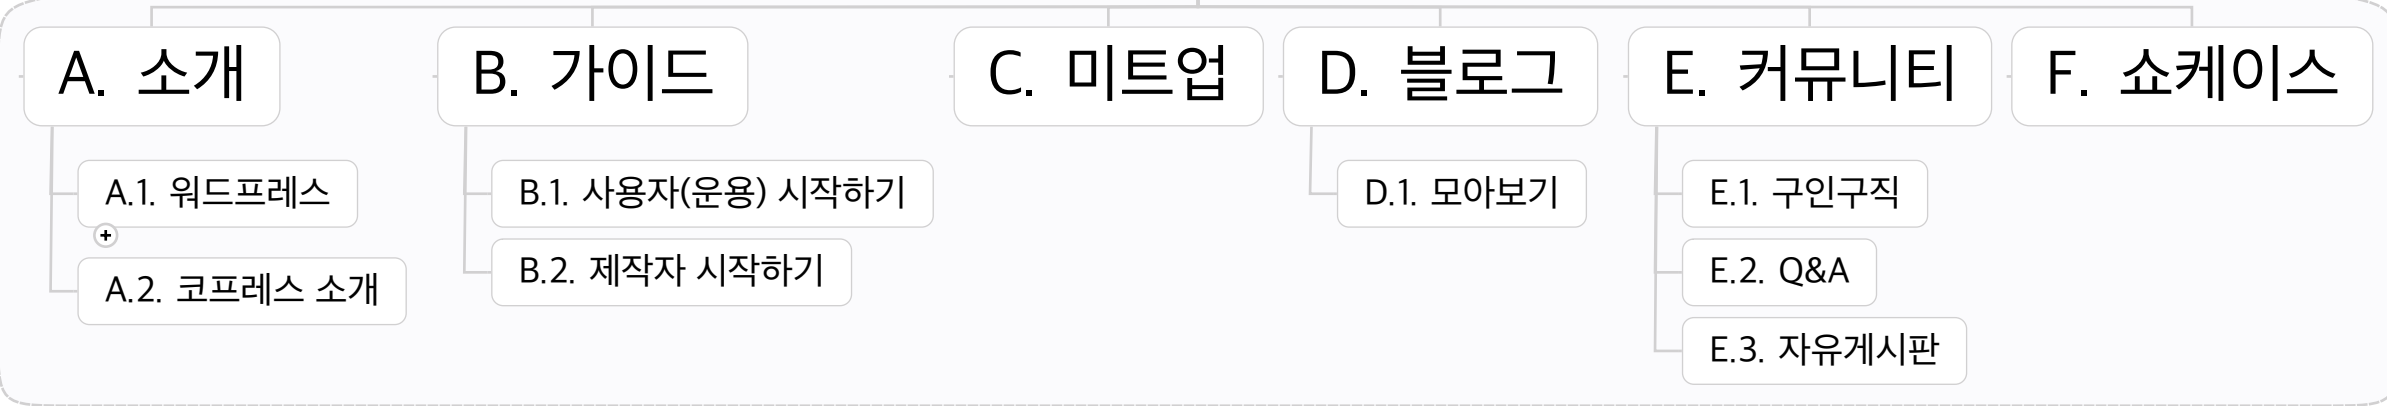 A. 소개
A.1. 워드프레스
A.2. 코프레스 소개
B. 가이드
B.1. 사용자(운용) 시작하기
B.2. 제작자 시작하기
C. 미트업
D. 블로그
D.1. 모아보기
E. 커뮤니티
E.1. 구인구직
E.2. Q&A
E.3. 자유게시판
F. 쇼케이스